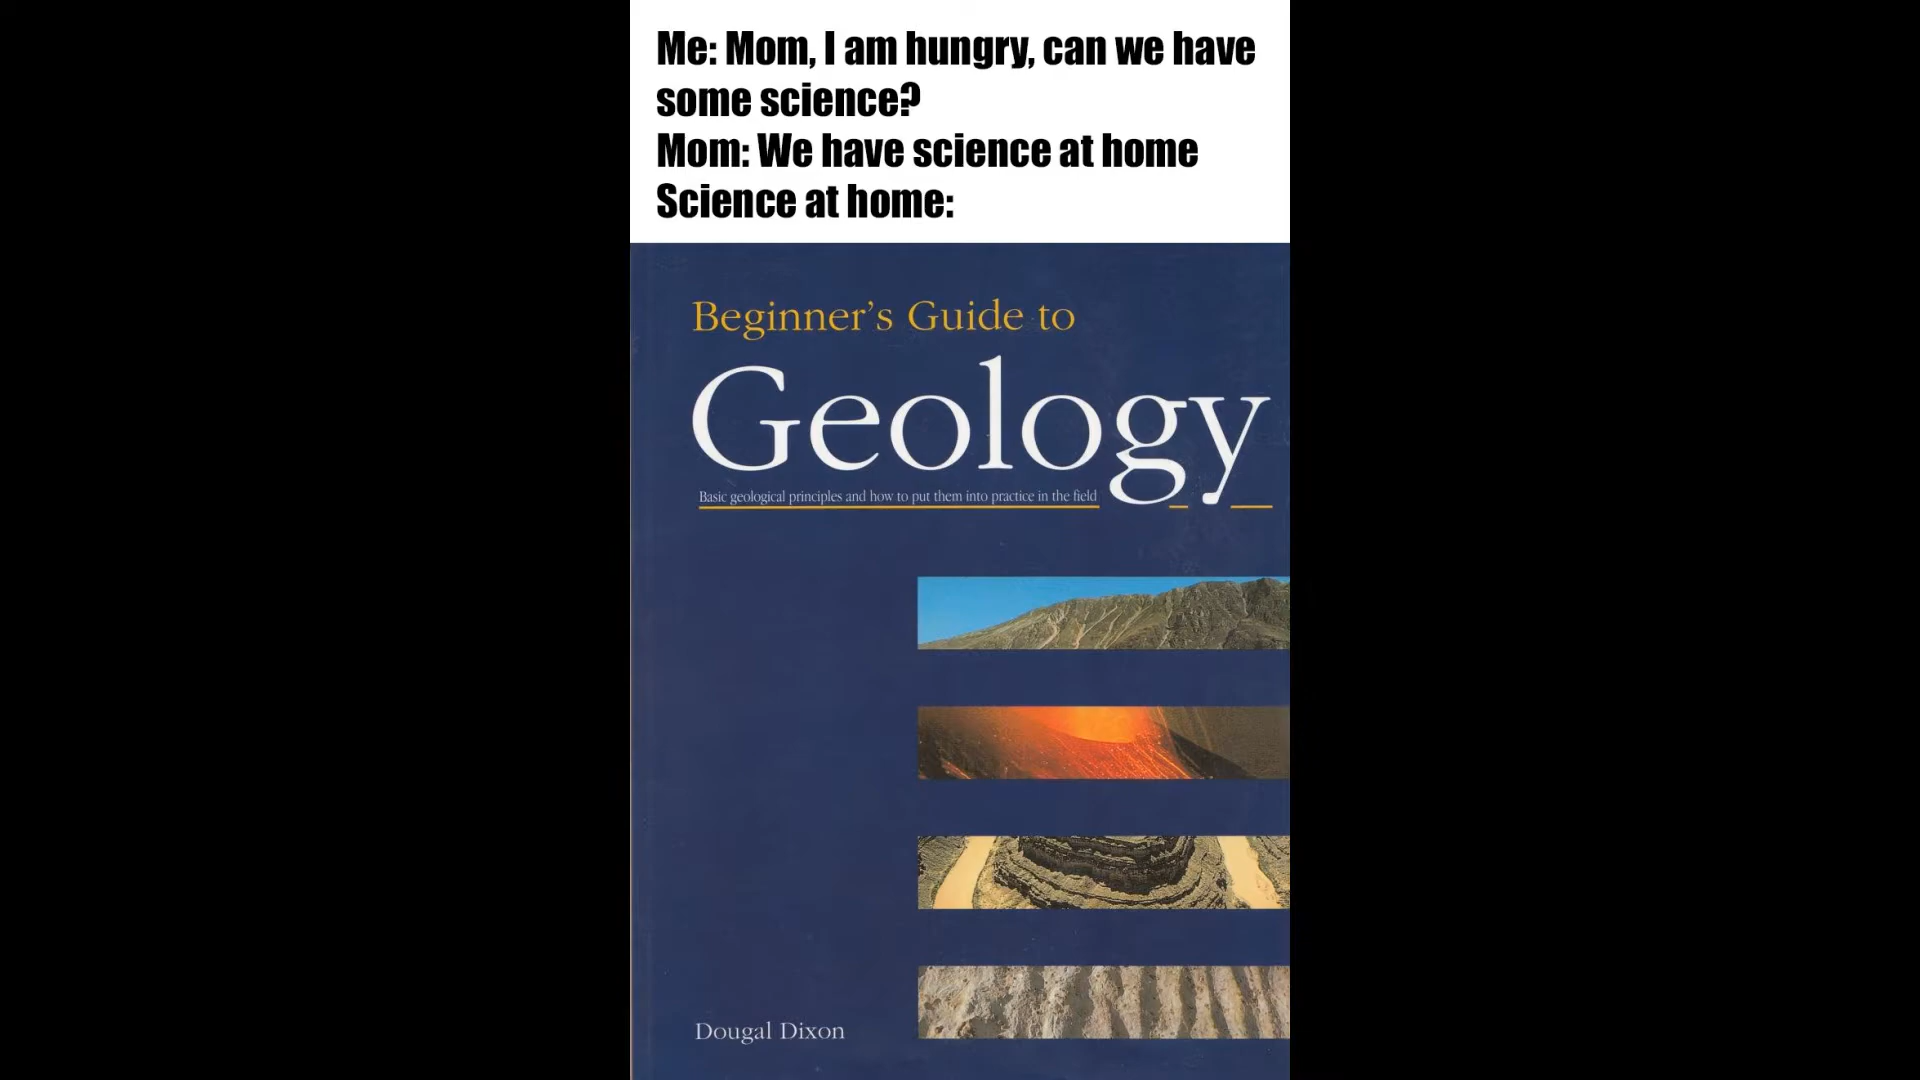 Me: Mom, I am hungry, can we have
some science?
Mom: We have science at home
Science at home:
Beginner's Guide to
Geology
Basic geological principles and how to put them into practice in the field
Dougal Dixon